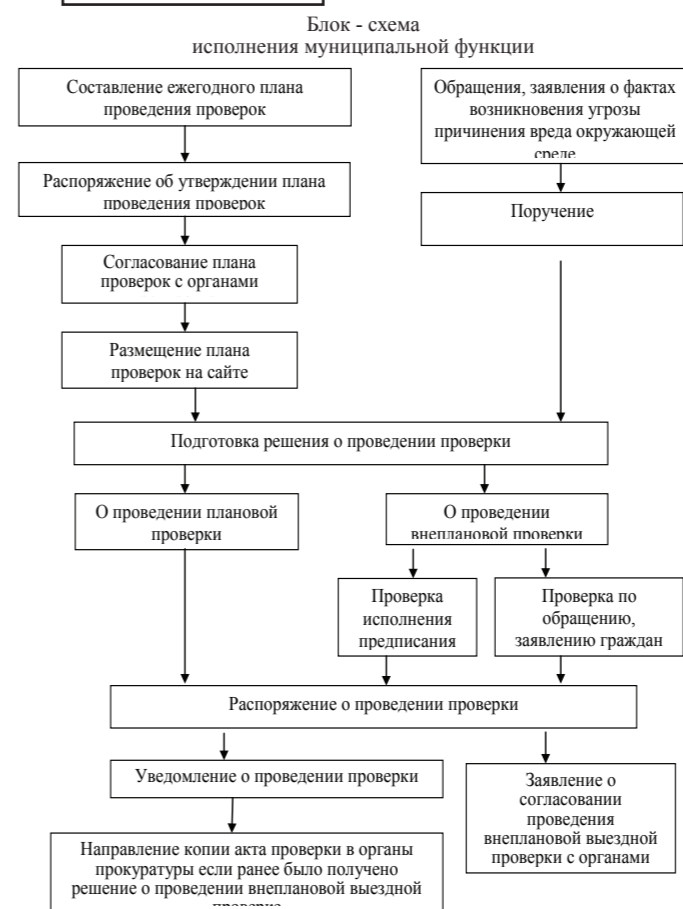 Блок - схема
исполнения муниципальной функции
Составление ежегодного плана
проведения проверок
Обращения, заявления о фактах
возникновения угрозы
причинения вреда окружающей
среде
Распоряжение об утверждении плана
проведения проверок
Поручение
Согласование плана
проверок с органами
Размещение плана
проверок на сайте
Подготовка решения о проведении проверки
О проведении плановой
проверки
О проведении
внеплановой проверки
Проверка
исполнения
предписания
Проверка по
обращению,
заявлению граждан
Распоряжение о проведении проверки
Уведомление о проведении проверки
Заявление о
согласовании
проведения
внеплановой выездной
проверки с органами
Направление копии акта проверки в органы
прокуратуры если ранее было получено
решение о проведении внеплановой выездной